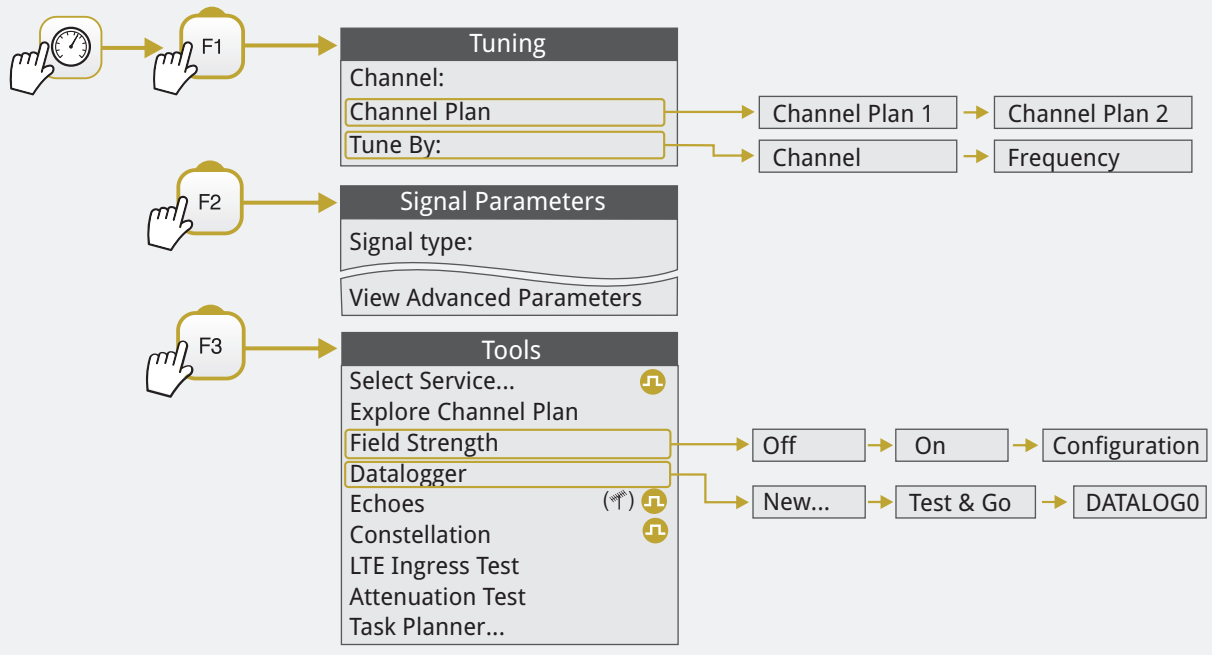 F1
Tuning
Channel:
Channel Plan
Channel Plan 1
Channel Plan 2
Tune By:
Channel
Frequency
F2
Signal Parameters
Signal type:
View Advanced Parameters
F3
Tools
Select Service...
Explore Channel Plan
Field Strength
Off
On
Configuration
Datalogger
New...
Test & Go
DATALOG0
Echoes
Constellation
LTE Ingress Test
Attenuation Test
Task Planner...